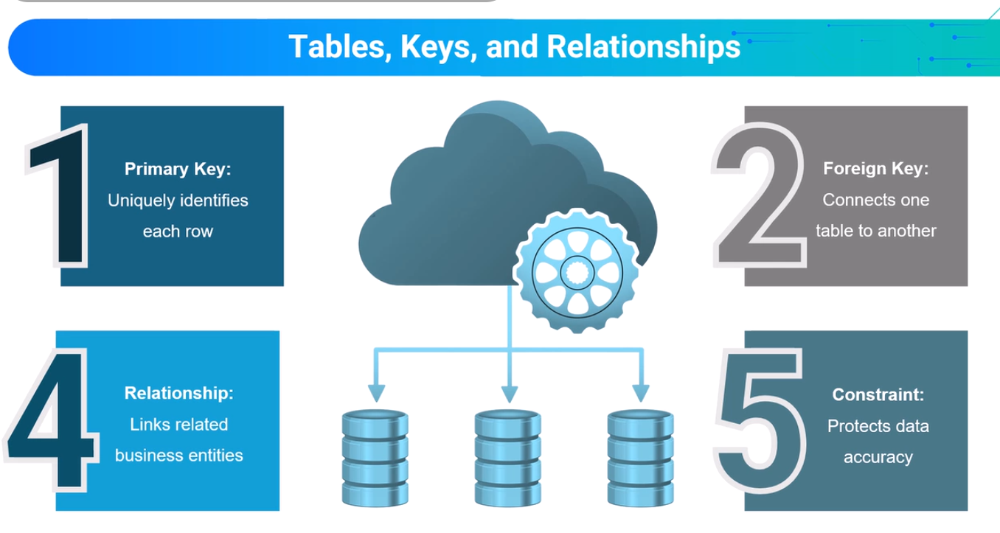 Tables, Keys, and Relationships
1
Primary Key:
Uniquely identifies
each row
2
Foreign Key:
Connects one
table to another
4
Relationship:
Links related
business entities
5
Constraint:
Protects data
accuracy